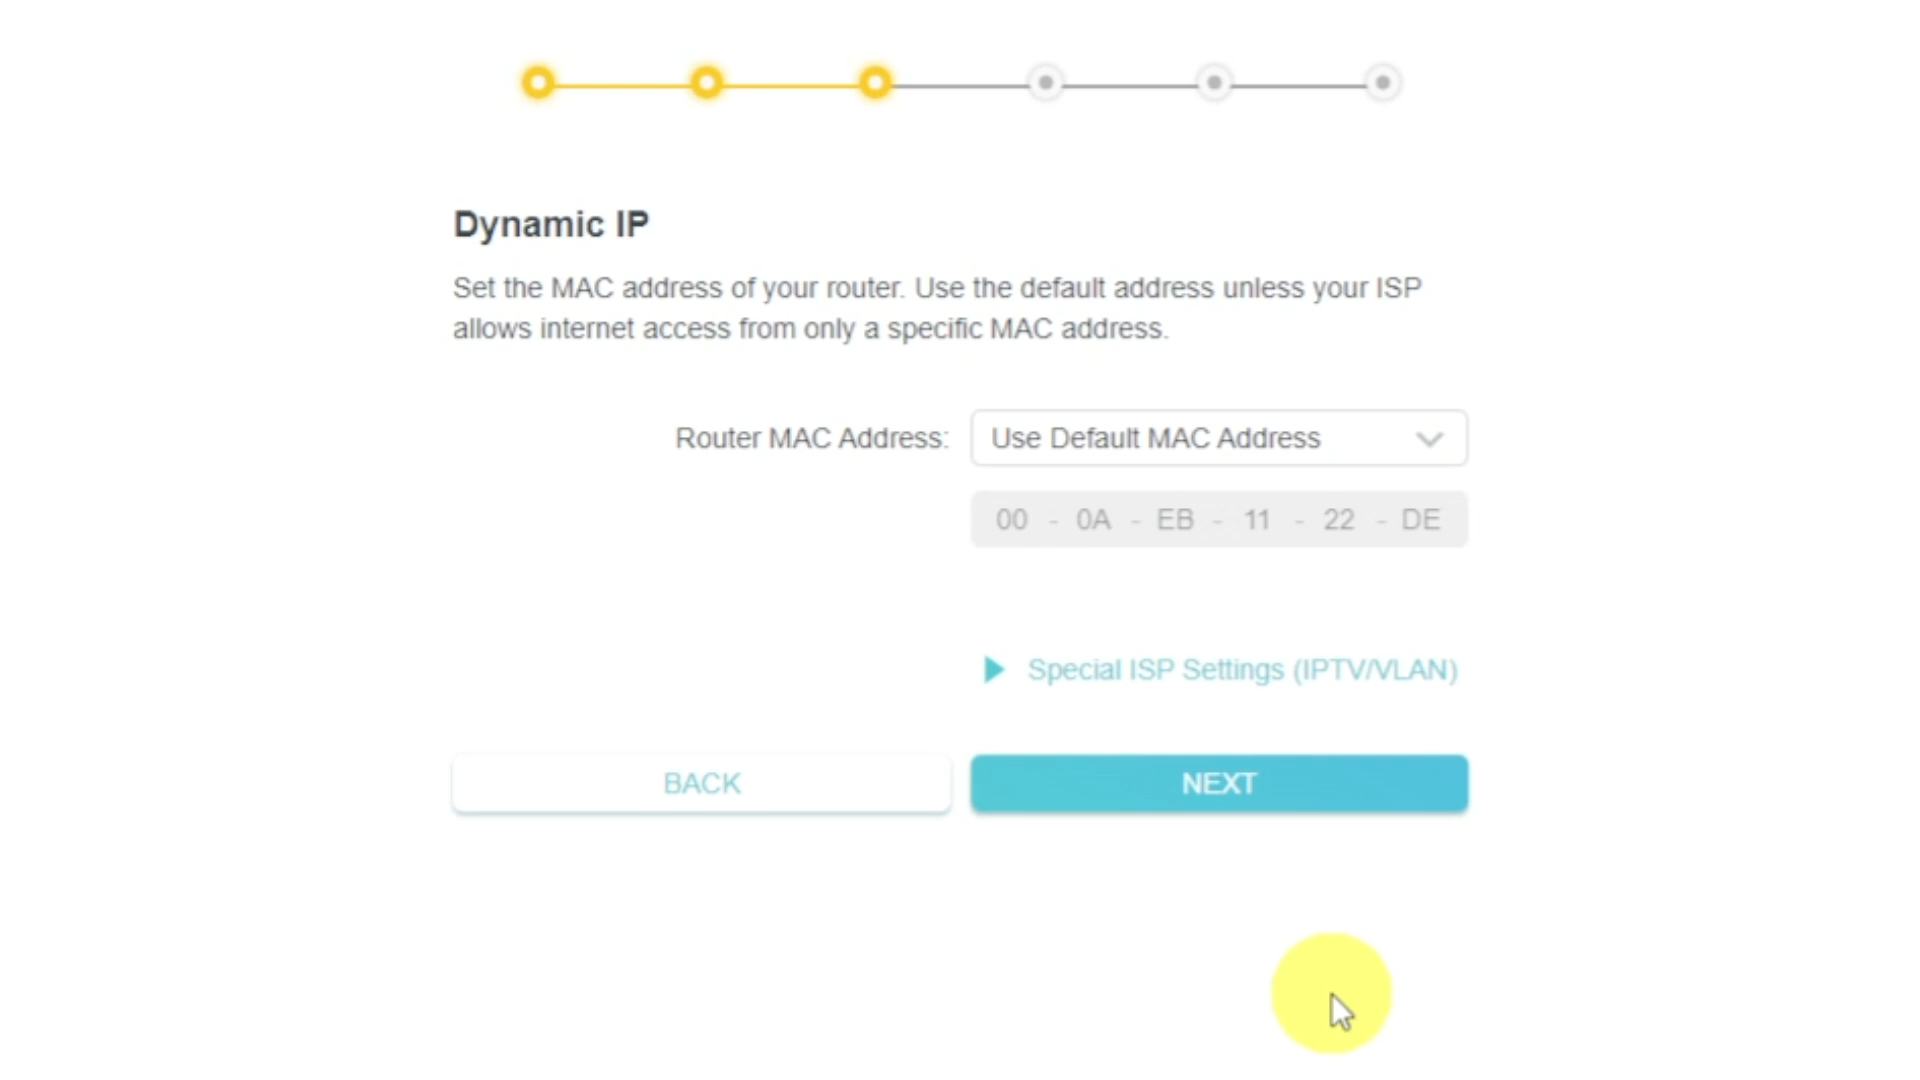 Dynamic IP
Set the MAC address of your router. Use the default address unless your ISP
allows internet access from only a specific MAC address.
Router MAC Address: Use Default MAC Address
00 - 0A - EB - 11 - 22 - DE
Special ISP Settings (IPTV/VLAN)
BACK NEXT